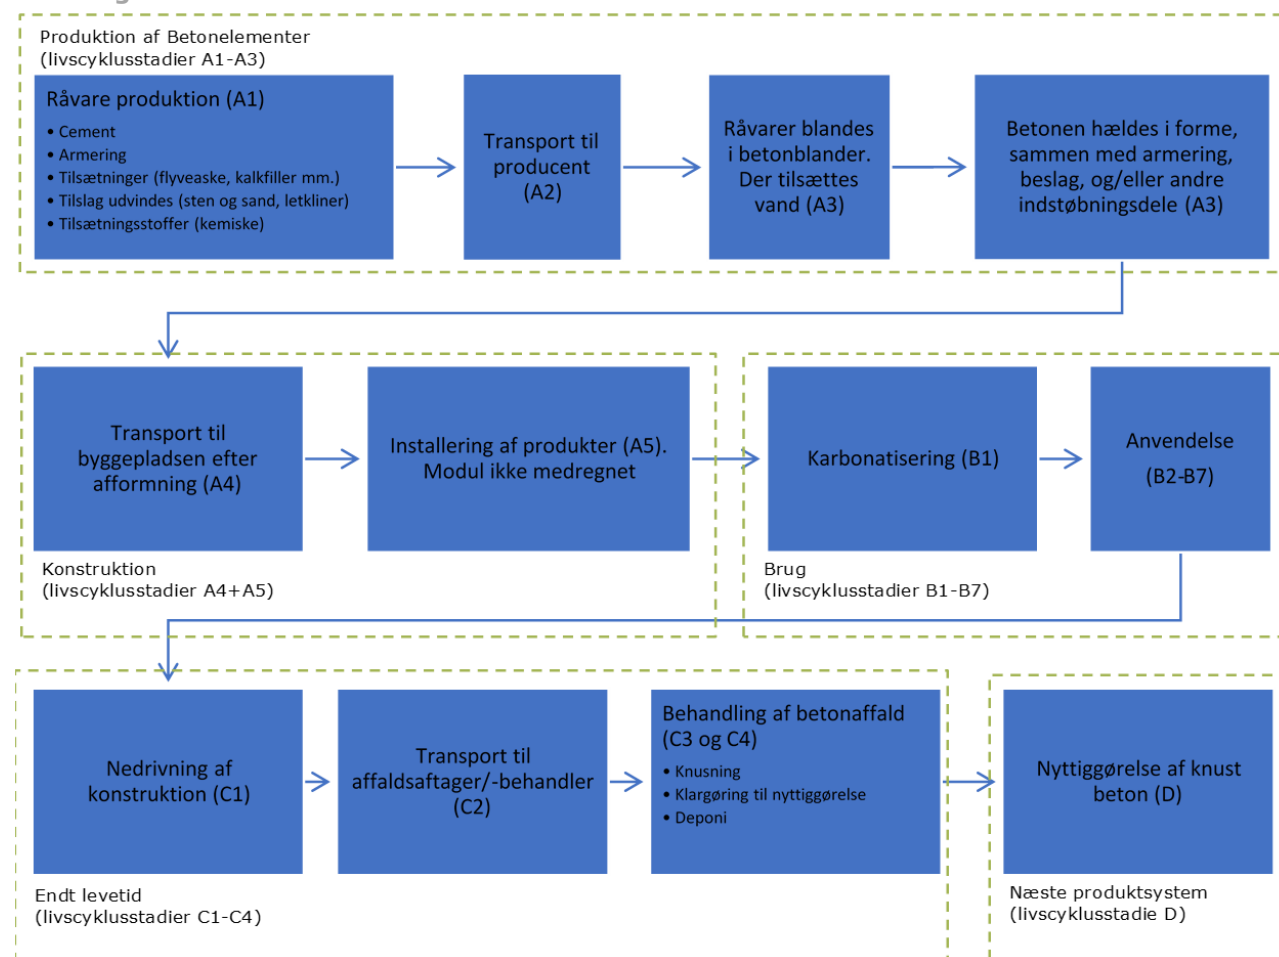 Produktion af Betonelementer
(livscyklusstadier A1-A3)
Råvare produktion (A1)
• Cement
• Armering
• Tilsætninger (flyveaske, kalkfiller mm.)
• Tilslag udvindes (sten og sand, letkliner)
• Tilsætningsstoffer (kemiske)
Transport til
producent
(A2)
Råvarer blandes
i betonblander.
Der tilsættes
vand (A3)
Betonen hældes i forme,
sammen med armering,
beslag, og/eller andre
indstøbningsdele (A3)
Transport til
byggepladsen efter
afformning (A4)
Installering af produkter (A5).
Modul ikke medregnet
Konstruktion
(livscyklusstadier A4+A5)
Karbonatisering (B1)
Anvendelse
(B2-B7)
Brug
(livscyklusstadier B1-B7)
Nedrivning af
konstruktion (C1)
Transport til
affaldsaftager/-behandler
(C2)
Behandling af betonaffald
(C3 og C4)
• Knusning
• Klargøring til nyttiggørelse
• Deponi
Endt levetid
(livscyklusstadier C1-C4)
Nyttiggørelse af knust
beton (D)
Næste produktsystem
(livscyklusstadie D)